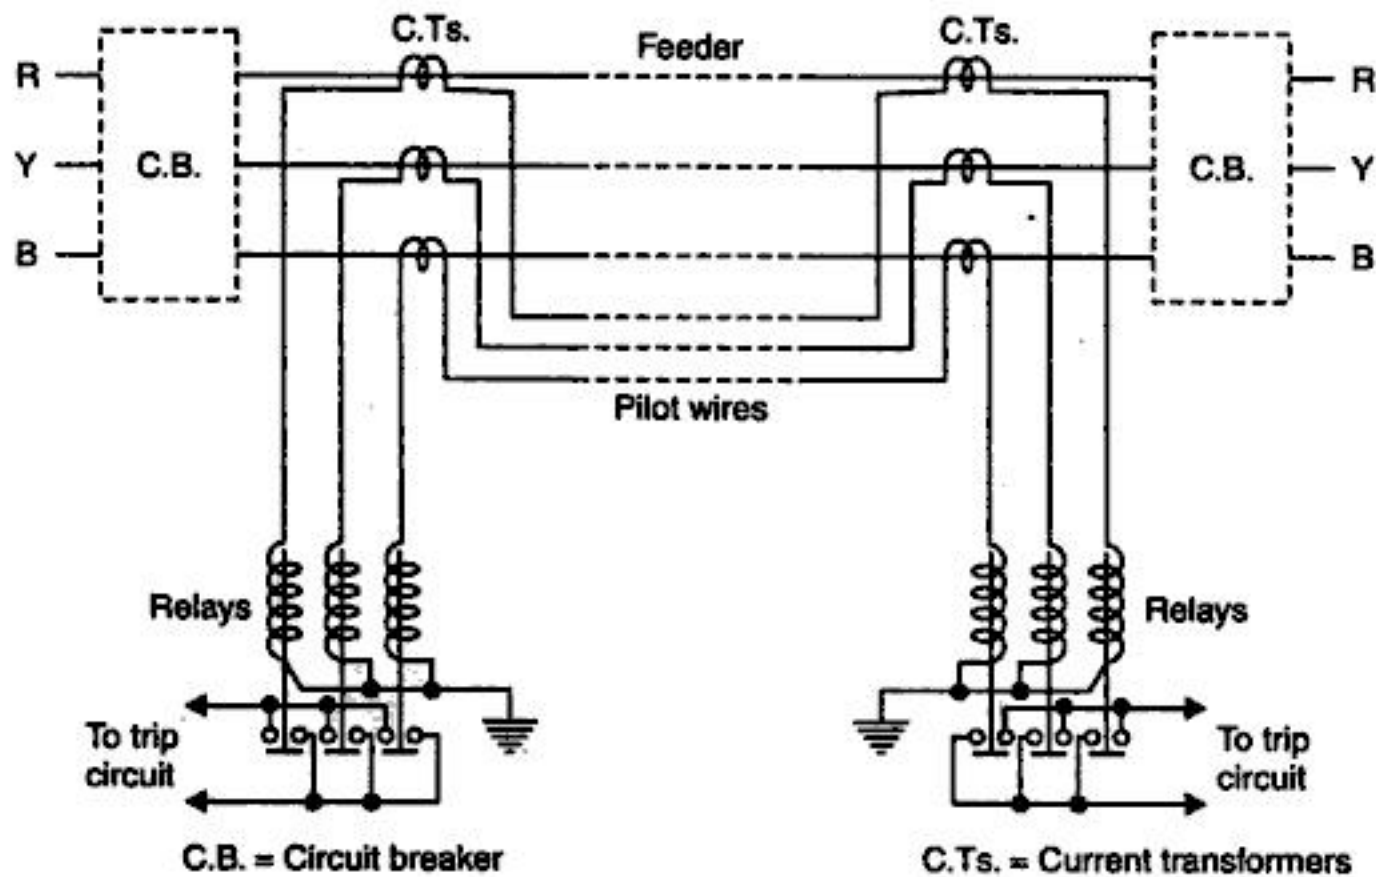 C.Ts.
Feeder
C.Ts.
R
R
Y
C.B.
C.B.
Y
B
B
Pilot wires
Relays
Relays
To trip
circuit
To trip
circuit
C.B. = Circuit breaker
C.Ts. = Current transformers